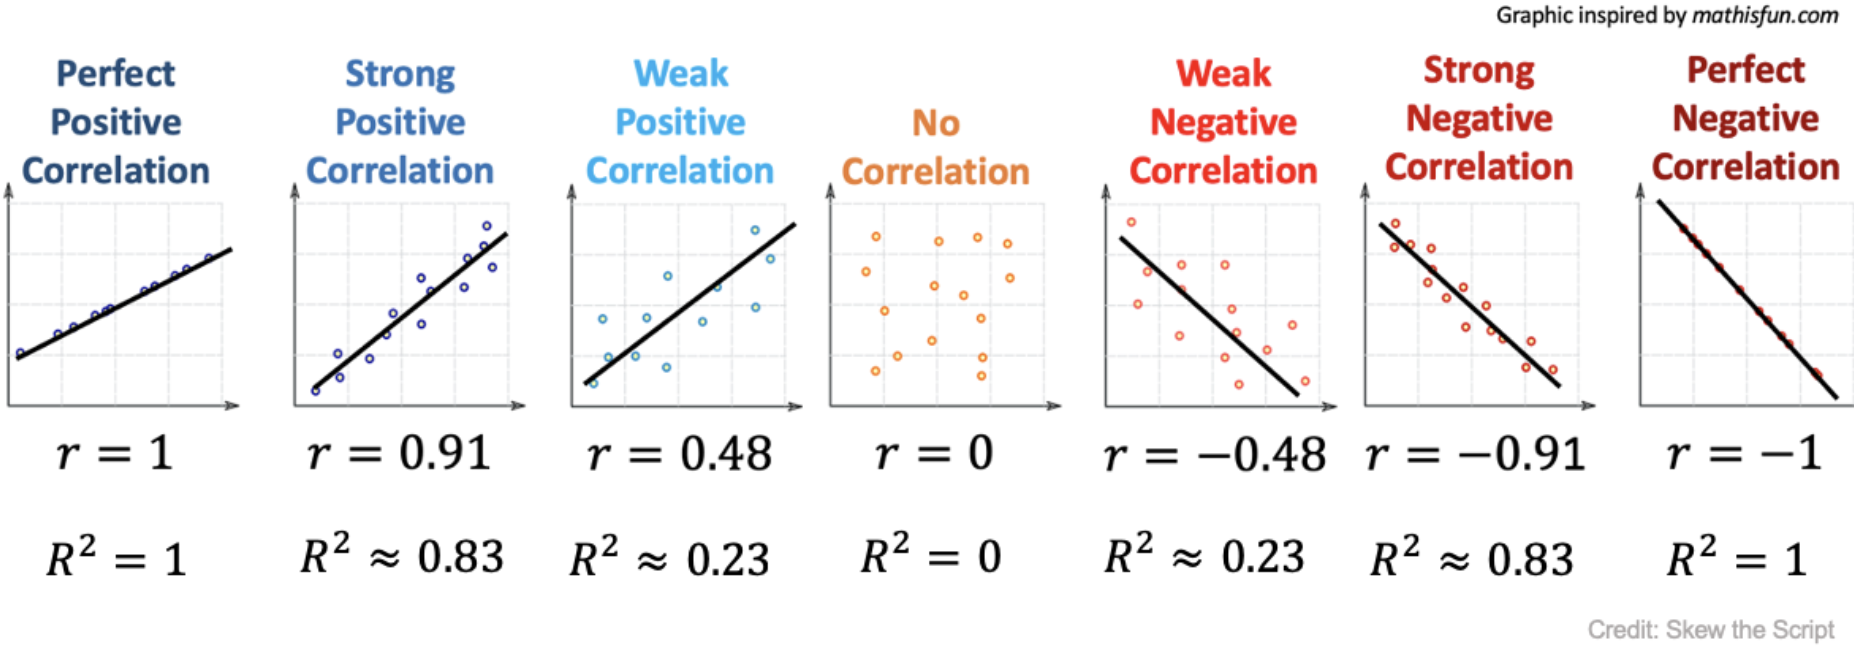 Graphic inspired by mathisfun.com
Perfect
Positive
Correlation
Strong
Positive
Correlation
Weak
Positive
Correlation
No
Correlation
Weak
Negative
Correlation
Strong
Negative
Correlation
Perfect
Negative
Correlation
r = 1
r = 0.91
r = 0.48
r = 0
r = −0.48
r = −0.91
r = −1
R² = 1
R² ≈ 0.83
R² ≈ 0.23
R² = 0
R² ≈ 0.23
R² ≈ 0.83
R² = 1
Credit: Skew the Script